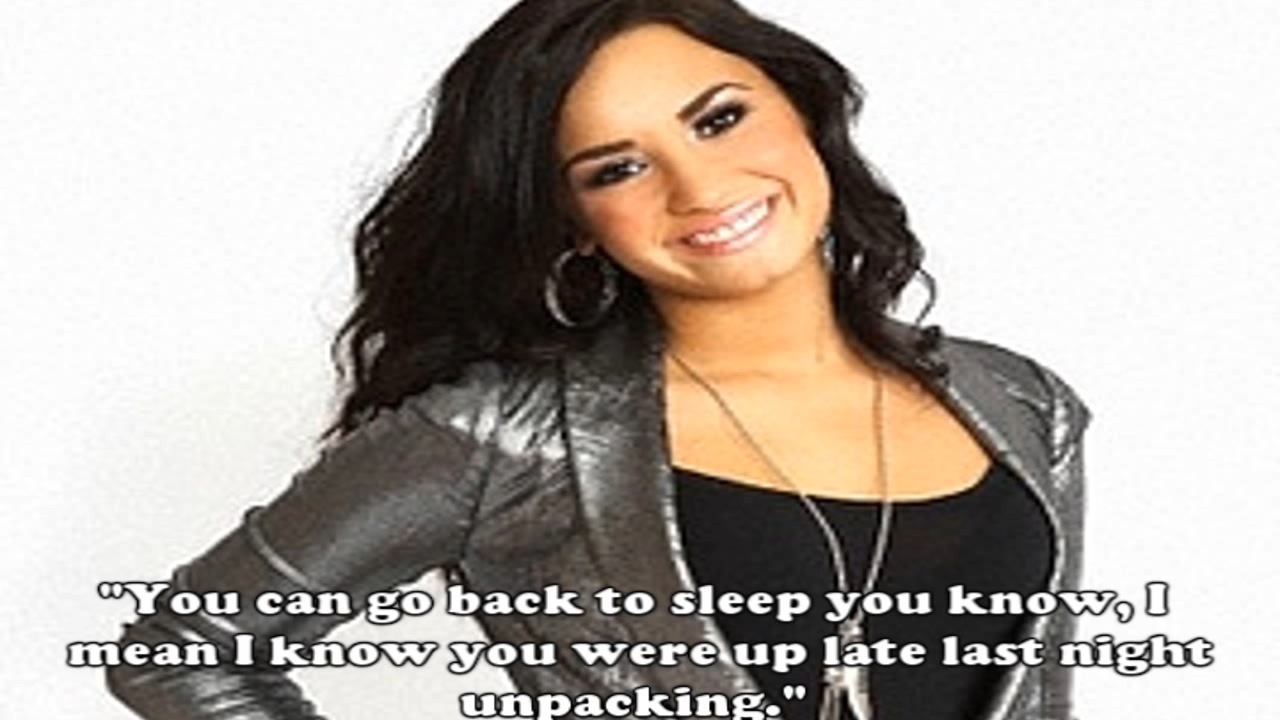 "You can go back to sleep you know, I
mean I know you were up late last night
unpacking."